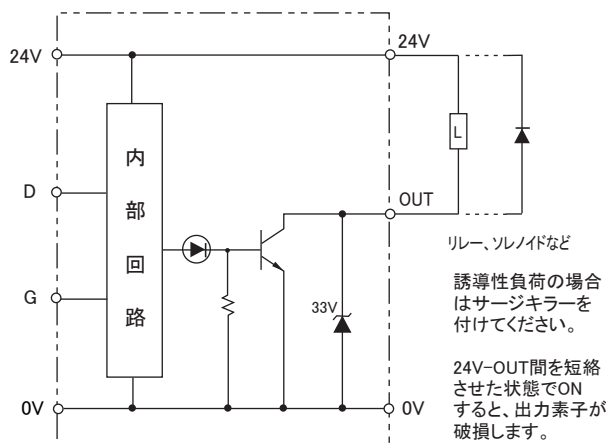 24V
24V
L
内
部
回
路
D
OUT
G
33V
リレー、ソレノイドなど
誘導性負荷の場合
はサージキラーを
付けてください。
24V-OUT間を短絡
させた状態でON
すると、出力素子が
破損します。
0V
0V